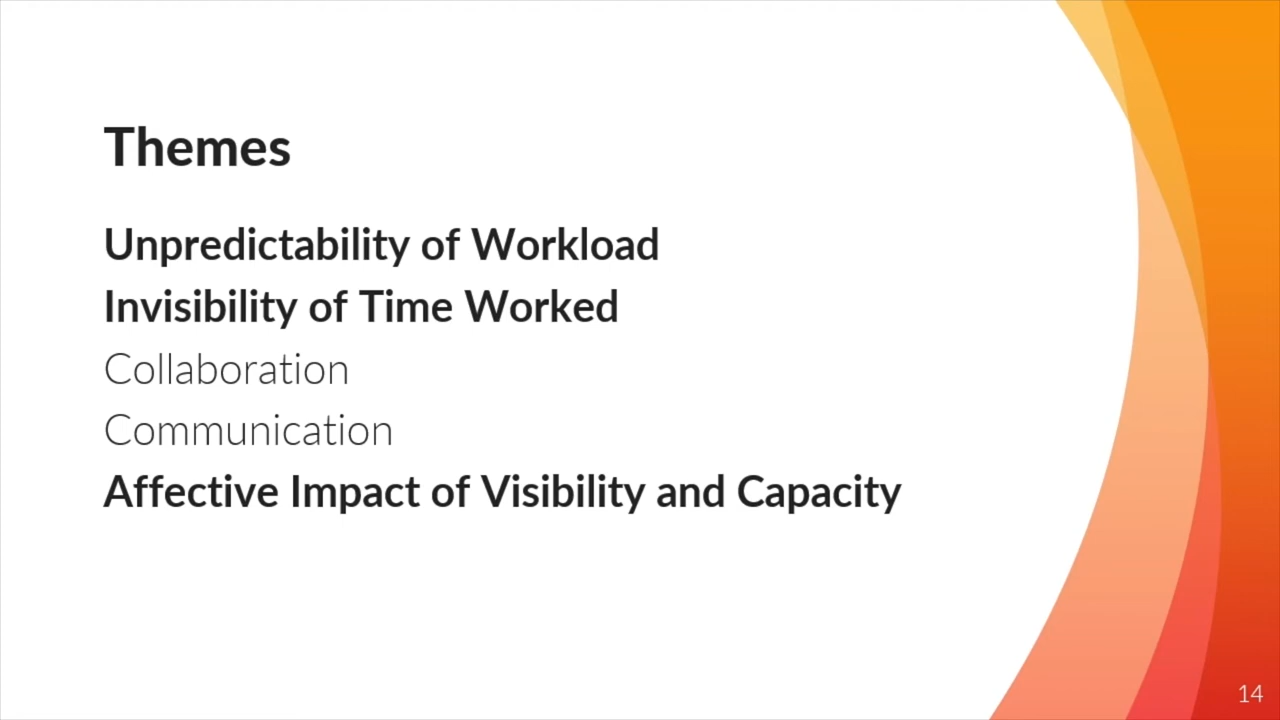 Themes
Unpredictability of Workload
Invisibility of Time Worked
Collaboration
Communication
Affective Impact of Visibility and Capacity
14